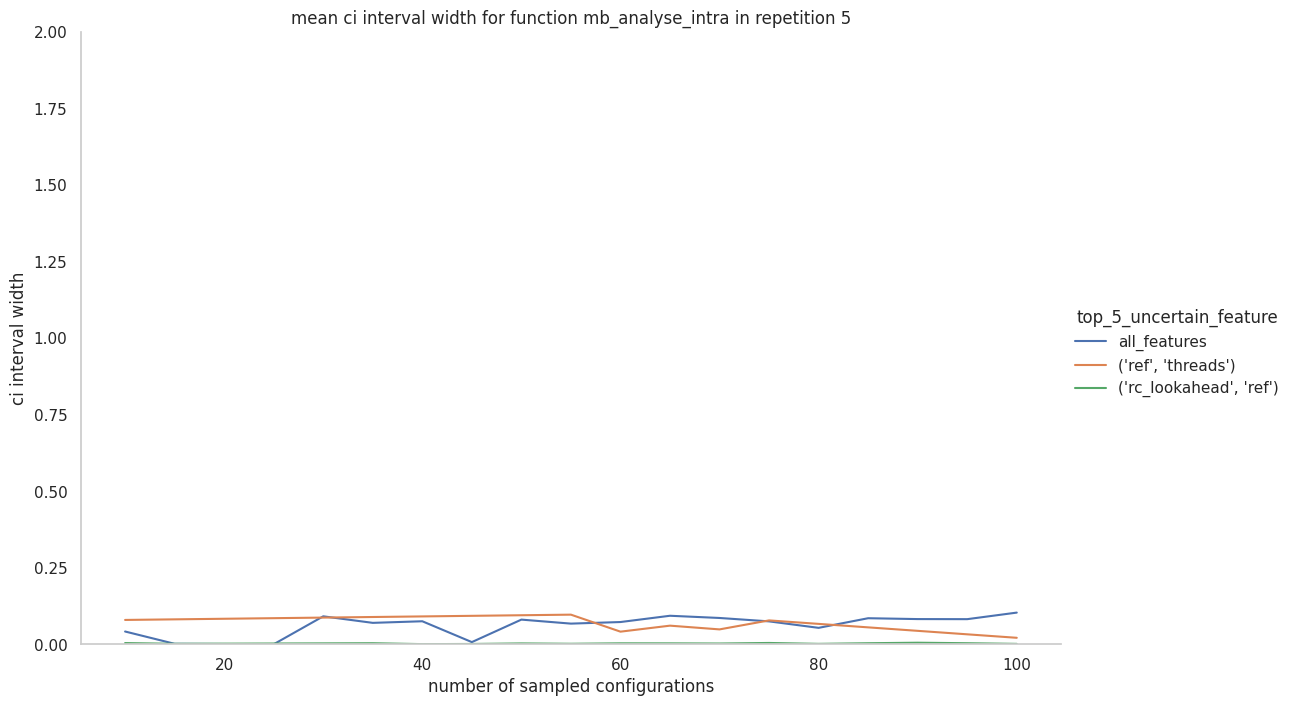 mean ci interval width for function mb_analyse_intra in repetition 5
2.00
1.75
1.50
1.25
1.00
0.75
0.50
0.25
0.00
ci interval width
20
40
60
80
100
number of sampled configurations
top_5_uncertain_feature
all_features
('ref', 'threads')
('rc_lookahead', 'ref')